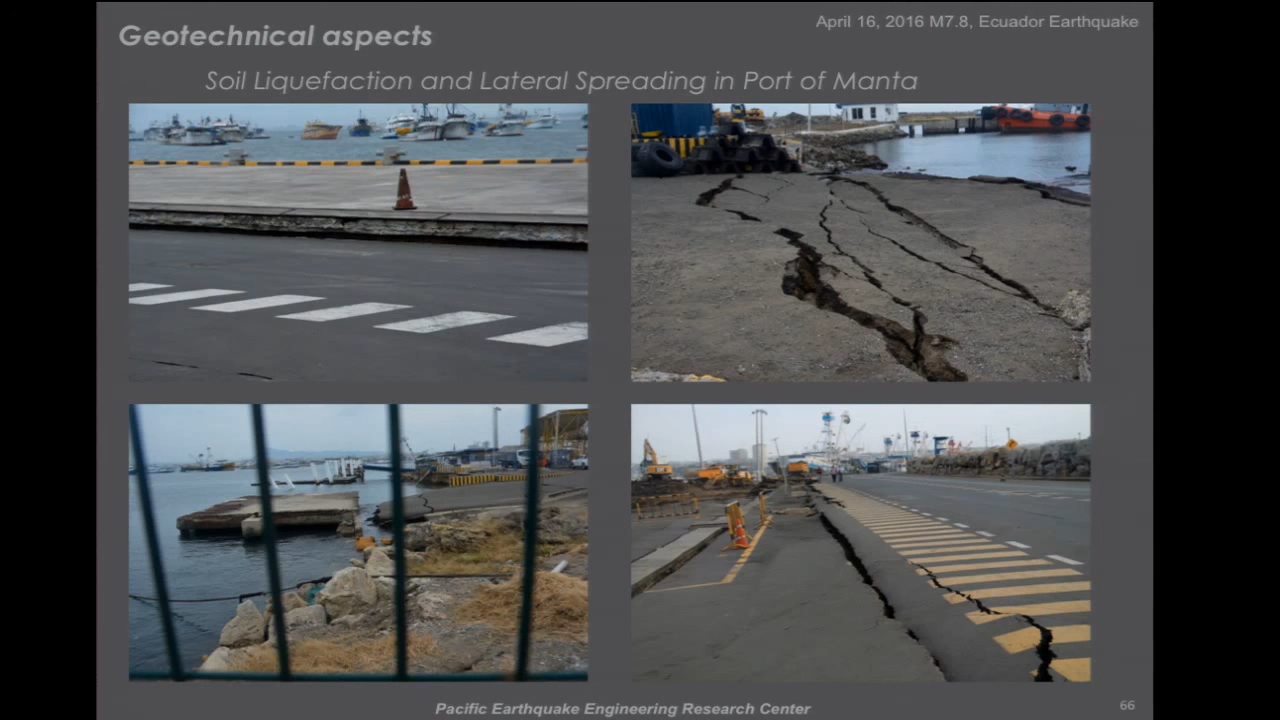 April 16, 2016 M7.8, Ecuador Earthquake
Geotechnical aspects
Soil Liquefaction and Lateral Spreading in Port of Manta
Pacific Earthquake Engineering Research Center
66